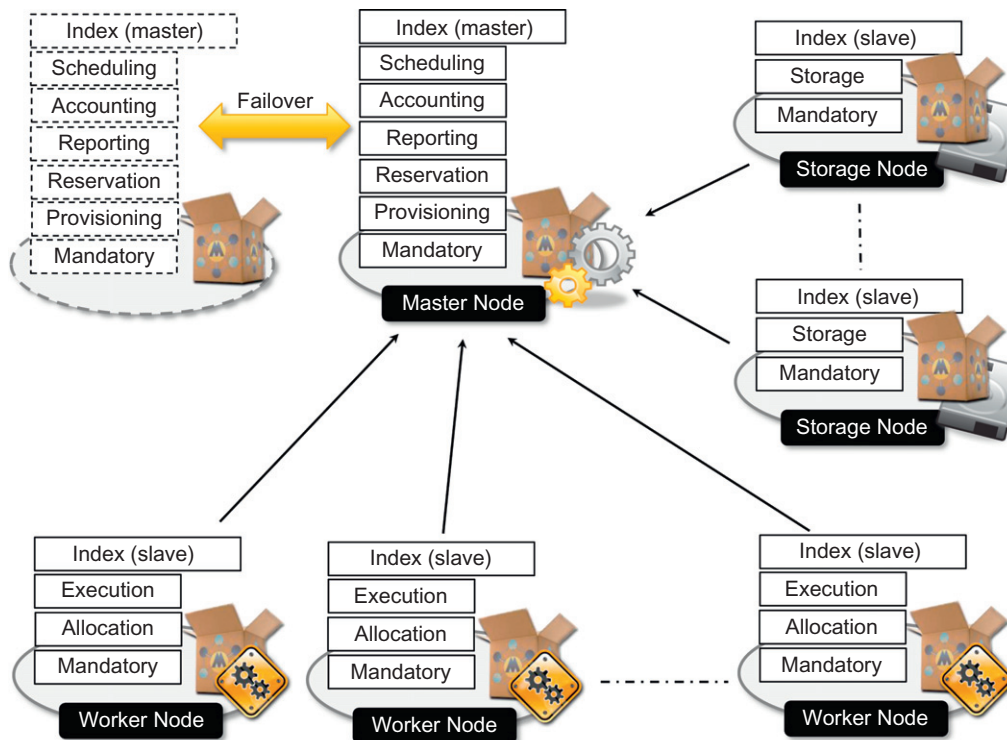 Index (master)
Scheduling
Accounting
Reporting
Reservation
Provisioning
Mandatory
Failover
Index (master)
Scheduling
Accounting
Reporting
Reservation
Provisioning
Mandatory
Master Node
Index (slave)
Storage
Mandatory
Storage Node
Index (slave)
Storage
Mandatory
Storage Node
Index (slave)
Execution
Allocation
Mandatory
Worker Node
Index (slave)
Execution
Allocation
Mandatory
Worker Node
Index (slave)
Execution
Allocation
Mandatory
Worker Node